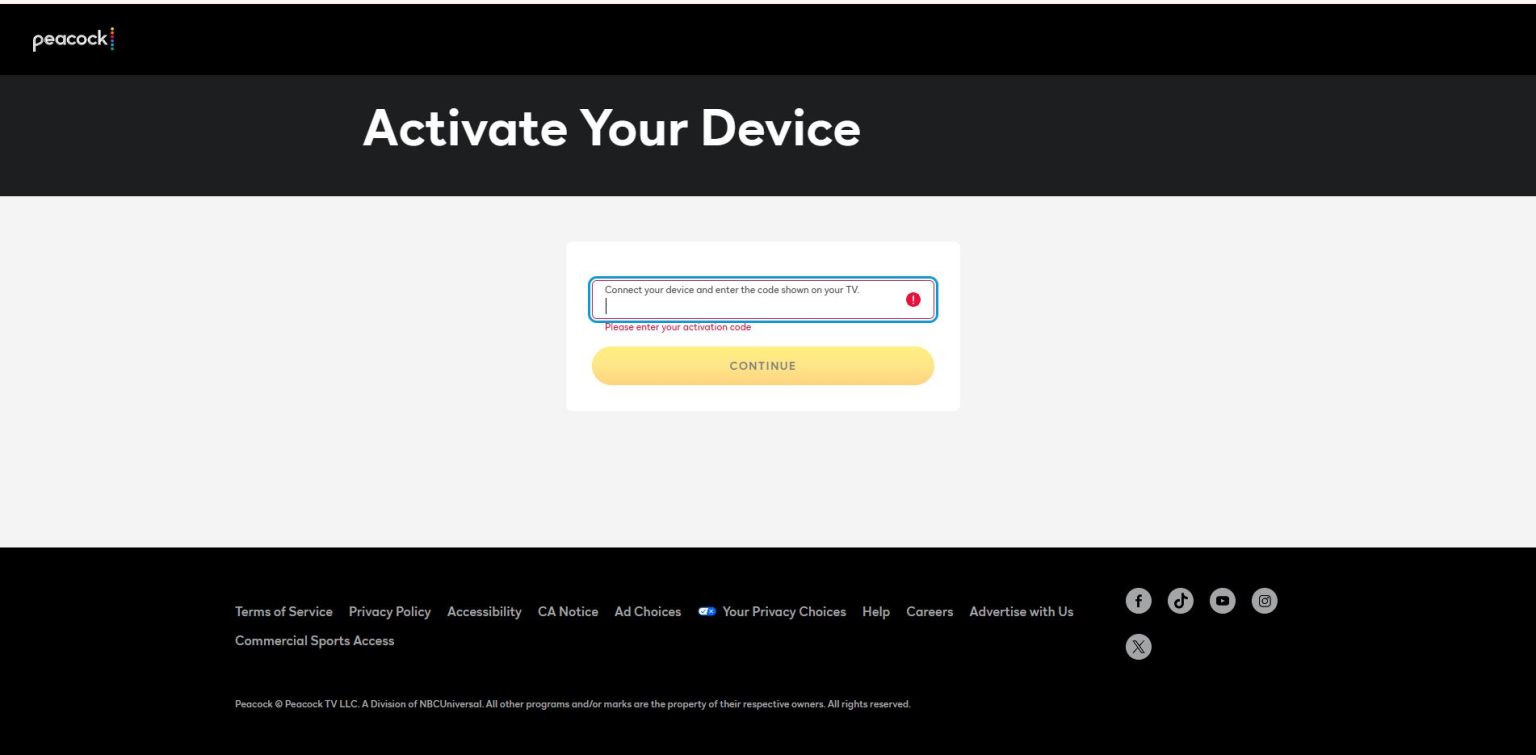 peacock
Activate Your Device
Connect your device and enter the code shown on your TV.
Please enter your activation code
CONTINUE
Terms of Service Privacy Policy Accessibility CA Notice Ad Choices Your Privacy Choices Help Careers Advertise with Us
Commercial Sports Access
Peacock © Peacock TV LLC. A Division of NBCUniversal. All other programs and/or marks are the property of their respective owners. All rights reserved.